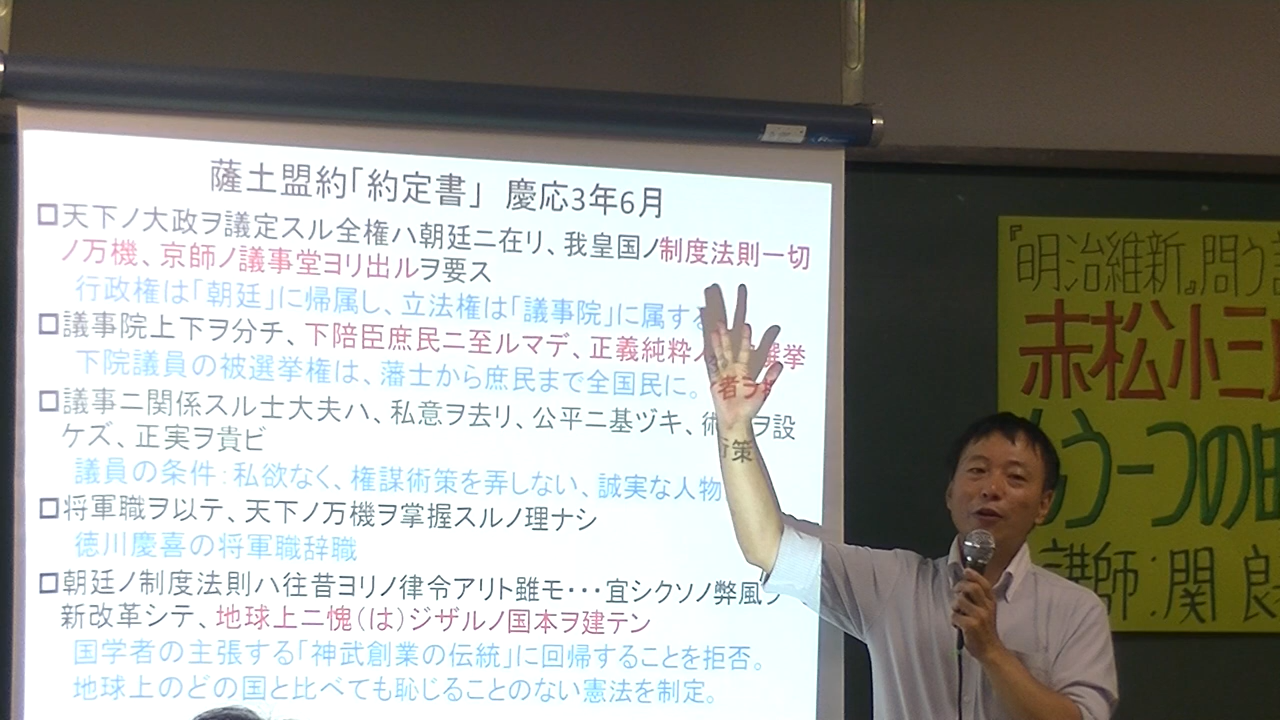 薩土盟約「約定書」 慶応3年6月
□天下ノ大政ヲ議定スル全権ハ朝廷ニ在リ、我皇国ノ制度法則一切
ノ万機、京師ノ議事堂ヨリ出ルヲ要ス
行政権は「朝廷」に帰属し、立法権は「議事院」に属する
□議事院上下ヲ分チ、下陪臣庶民ニ至ルマデ、正義純粋ノ者ヲ選挙
下院議員の被選挙権は、藩士から庶民まで全国民に。
□議事ニ関係スル士大夫ハ、私意ヲ去リ、公平ニ基ヅキ、術策ヲ設
ケズ、正実ヲ貴ビ
議員の条件：私欲なく、権謀術策を弄しない、誠実な人物
□将軍職ヲ以テ、天下ノ万機ヲ掌握スルノ理ナシ
徳川慶喜の将軍職辞職
□朝廷ノ制度法則ハ往昔ヨリノ律令アリト雖モ・・・宜シクソノ弊風ヲ
新改革シテ、地球上ニ愧（は）ジザルノ国本ヲ建テン
国学者の主張する「神武創業の伝統」に回帰することを拒否。
地球上のどの国と比べても恥じることのない憲法を制定。
『明治維新』問う
赤松小三
もう一つの
講師：関 良